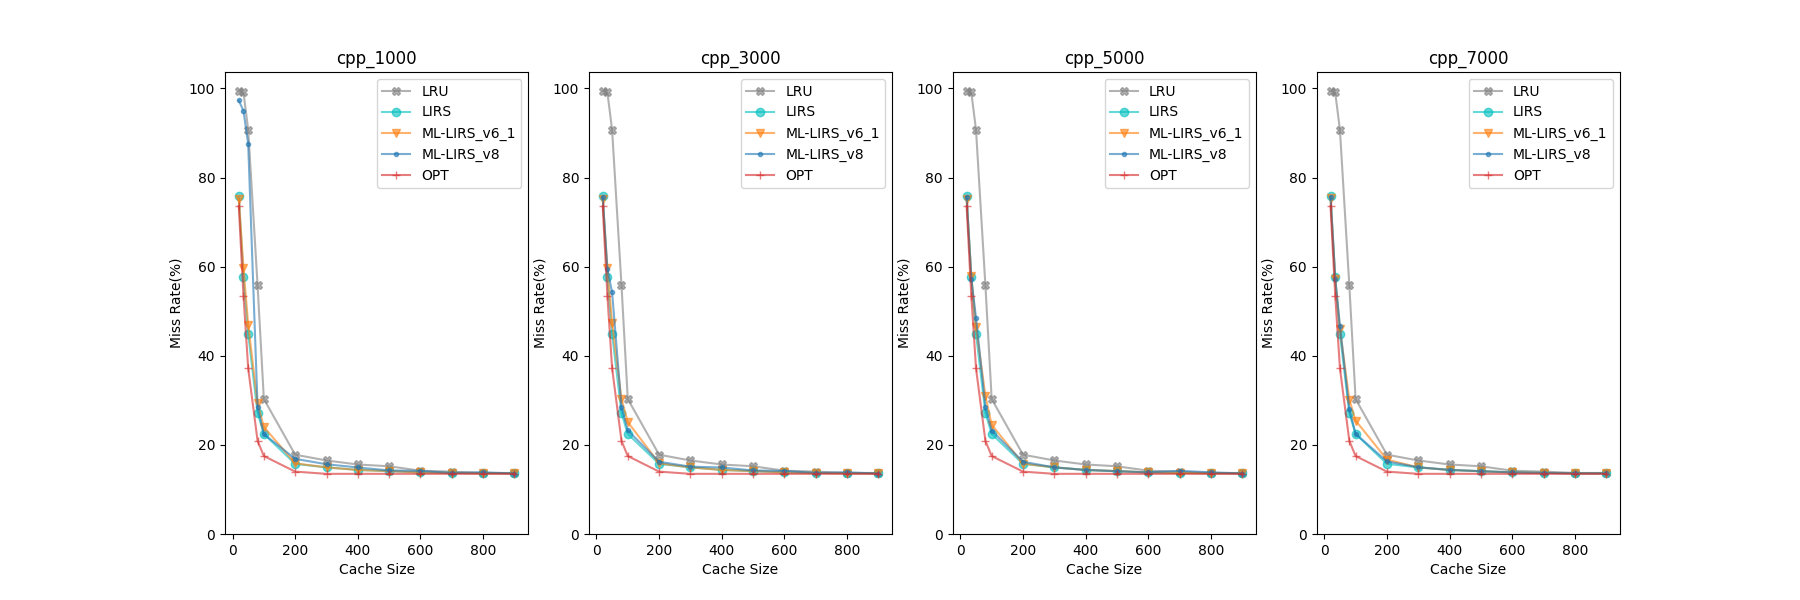 cpp_1000
cpp_3000
cpp_5000
cpp_7000
Miss Rate(%)
100
80
60
40
20
0
LRU
LIRS
ML-LIRS_v6_1
ML-LIRS_v8
OPT
0 200 400 600 800
Cache Size
Miss Rate(%)
100
80
60
40
20
0
LRU
LIRS
ML-LIRS_v6_1
ML-LIRS_v8
OPT
0 200 400 600 800
Cache Size
Miss Rate(%)
100
80
60
40
20
0
LRU
LIRS
ML-LIRS_v6_1
ML-LIRS_v8
OPT
0 200 400 600 800
Cache Size
Miss Rate(%)
100
80
60
40
20
0
LRU
LIRS
ML-LIRS_v6_1
ML-LIRS_v8
OPT
0 200 400 600 800
Cache Size